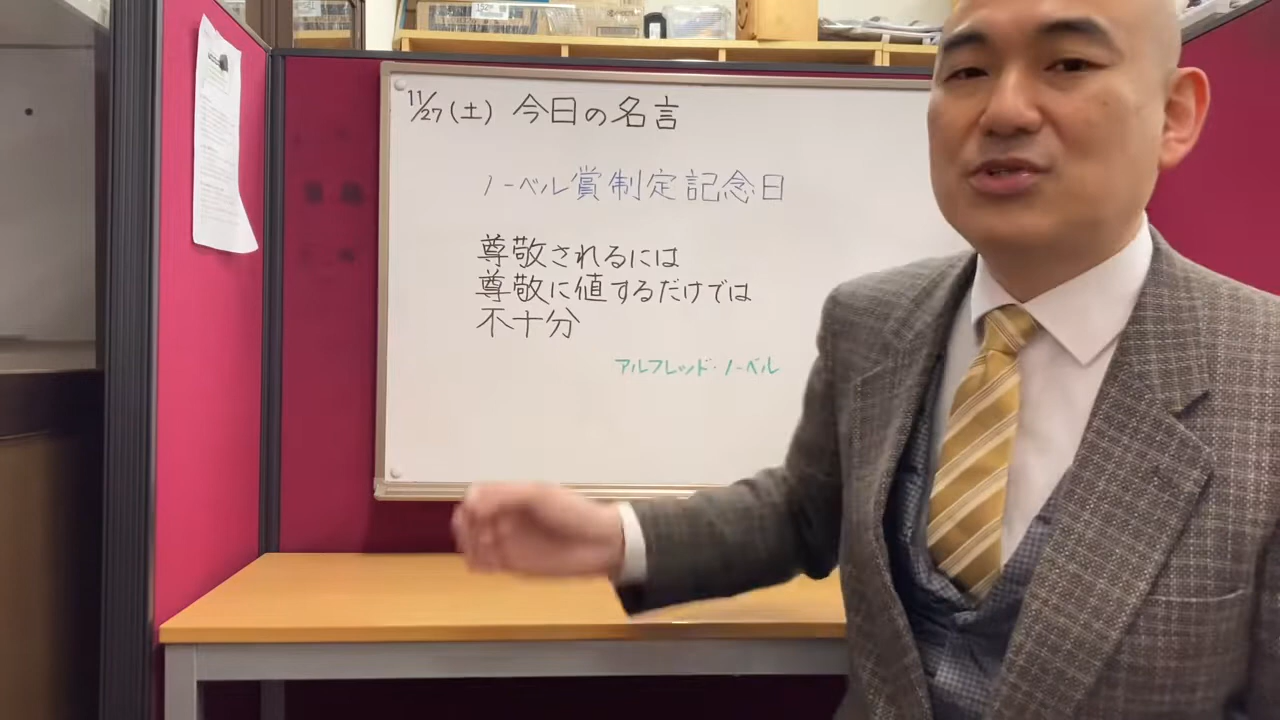 11/27(土) 今日の名言
ノーベル賞制定記念日
尊敬されるには
尊敬に値するだけでは
不十分
アルフレッド・ノーベル